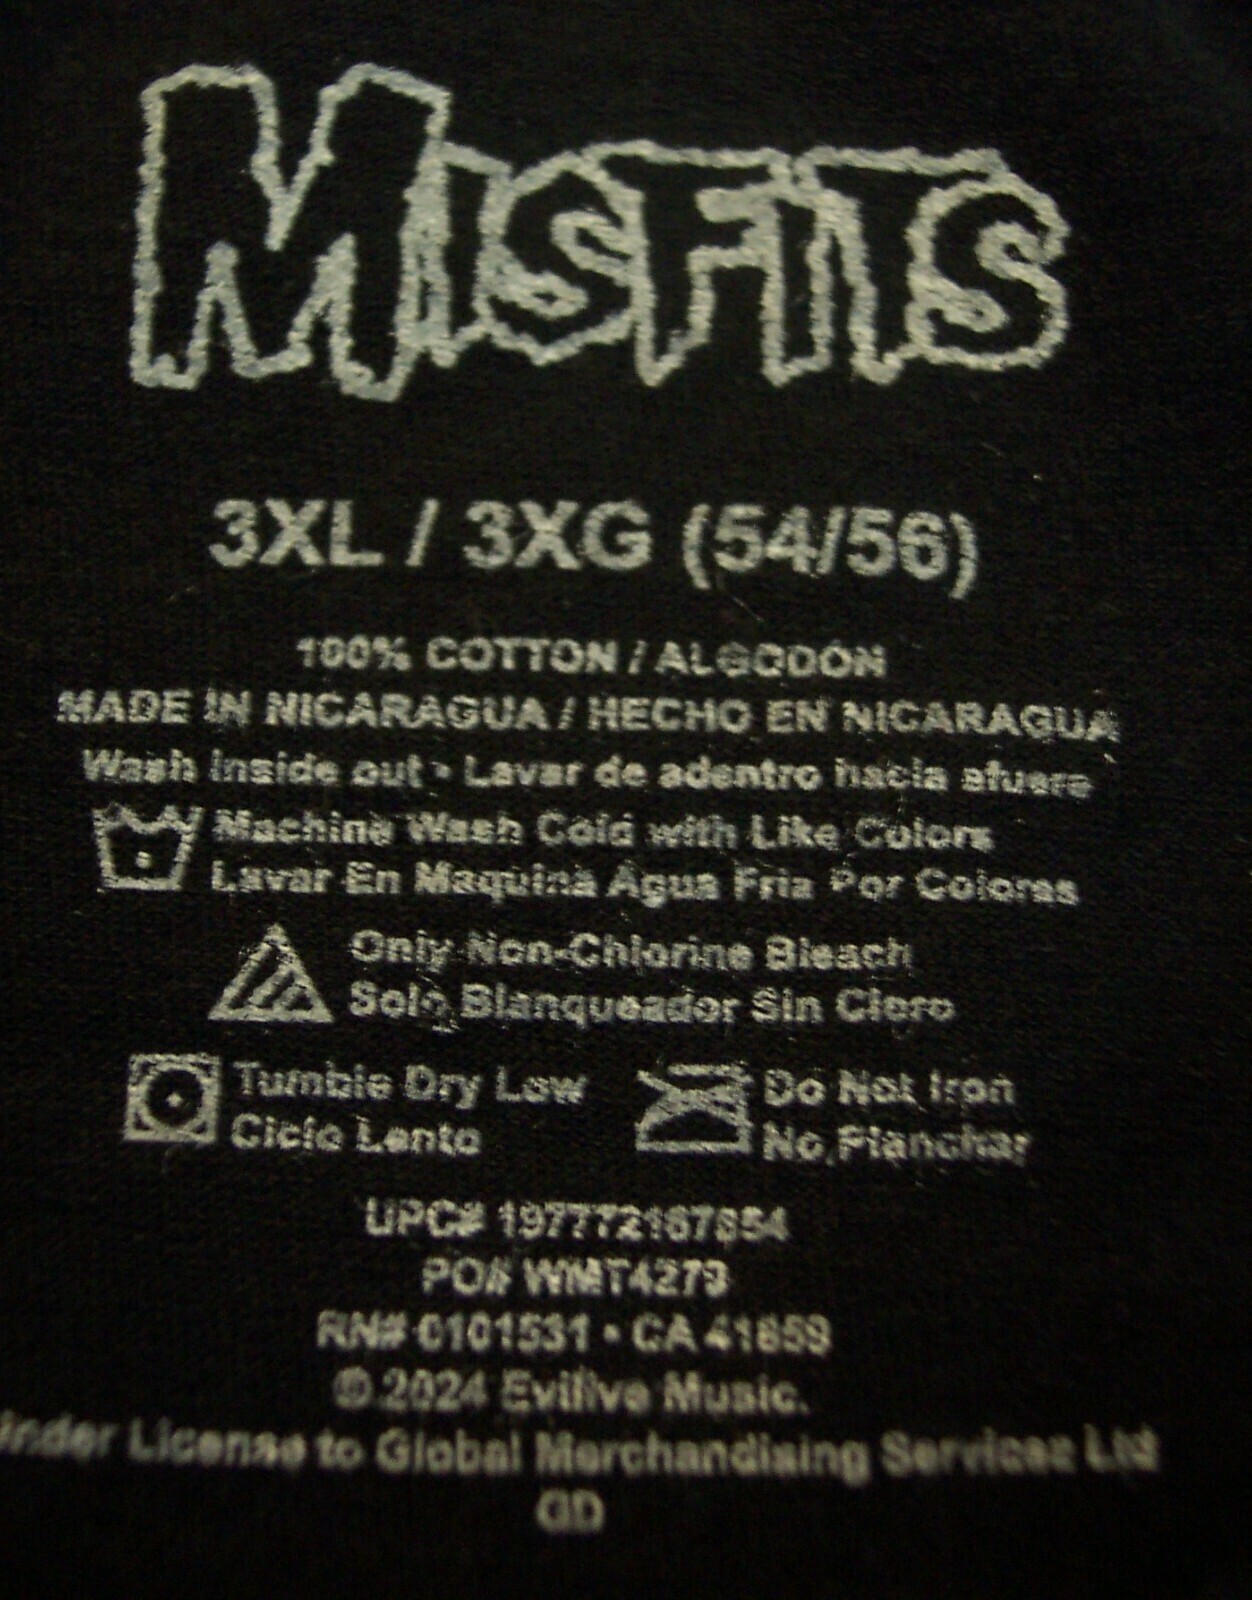 MISFITS
3XL / 3XG (54/56)
100% COTTON / ALGODÓN
MADE IN NICARAGUA / HECHO EN NICARAGUA
Wash inside out • Lavar de adentro hacia afuera
Machine Wash Cold with Like Colors
Lavar En Maquina Agua Fria Por Colores
Only Non-Chlorine Bleach
Solo Blanqueador Sin Cloro
Tumble Dry Low
Ciclo Lento
Do Not Iron
No Planchar
UPC# 197772187854
PO# WMT4279
RN# 0101531 • CA 41859
© 2024 Evilive Music.
Under License to Global Merchandising Services Ltd
GD